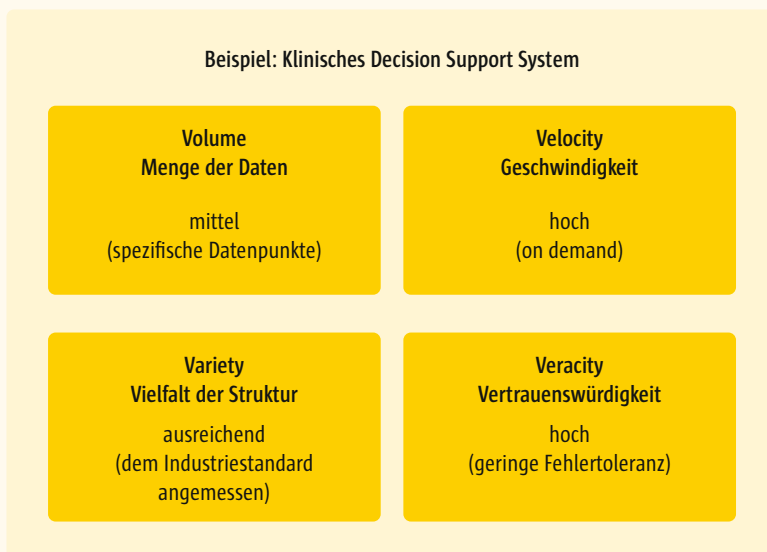 Beispiel: Klinisches Decision Support System
Volume
Menge der Daten
mittel
(spezifische Datenpunkte)
Velocity
Geschwindigkeit
hoch
(on demand)
Variety
Vielfalt der Struktur
ausreichend
(dem Industriestandard
angemessen)
Veracity
Vertrauenswürdigkeit
hoch
(geringe Fehlertoleranz)